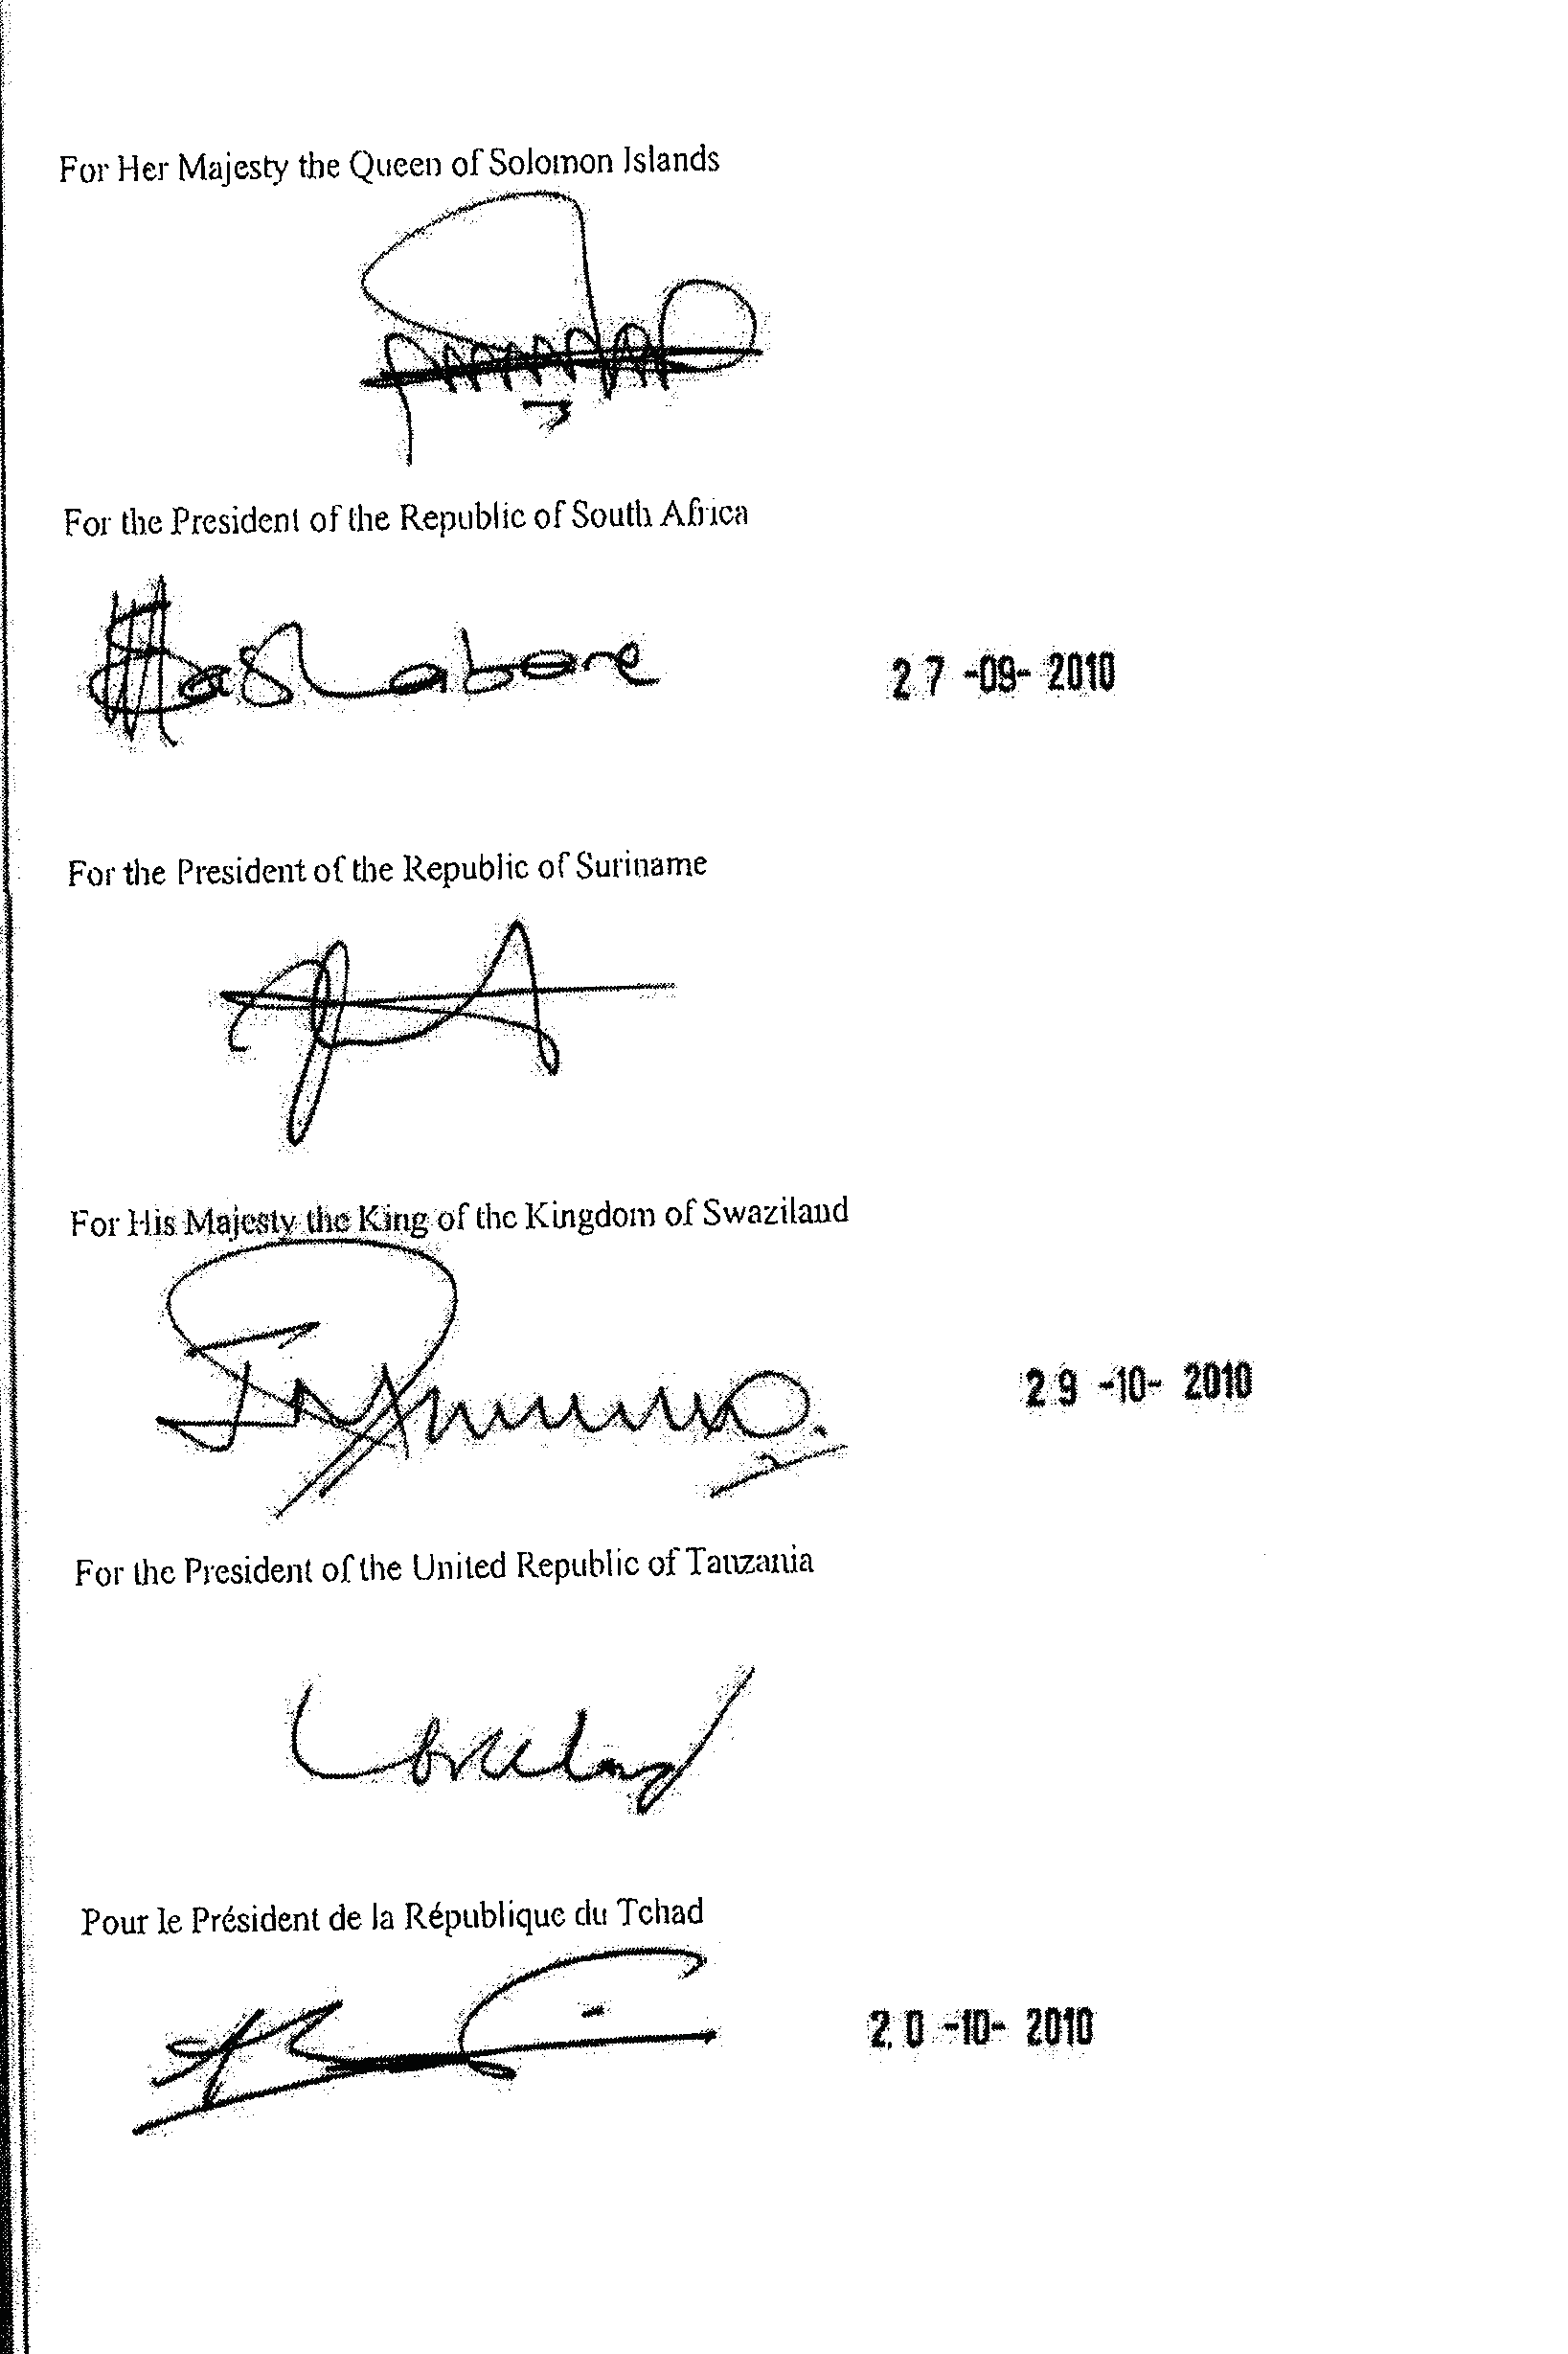 For Her Majesty the Queen of Solomon Islands
For the President of the Republic of South Africa
27 -09- 2010
For the President of the Republic of Suriname
For His Majesty the King of the Kingdom of Swaziland
29 -10- 2010
For the President of the United Republic of Tanzania
Pour le Président de la République du Tchad
20 -10- 2010